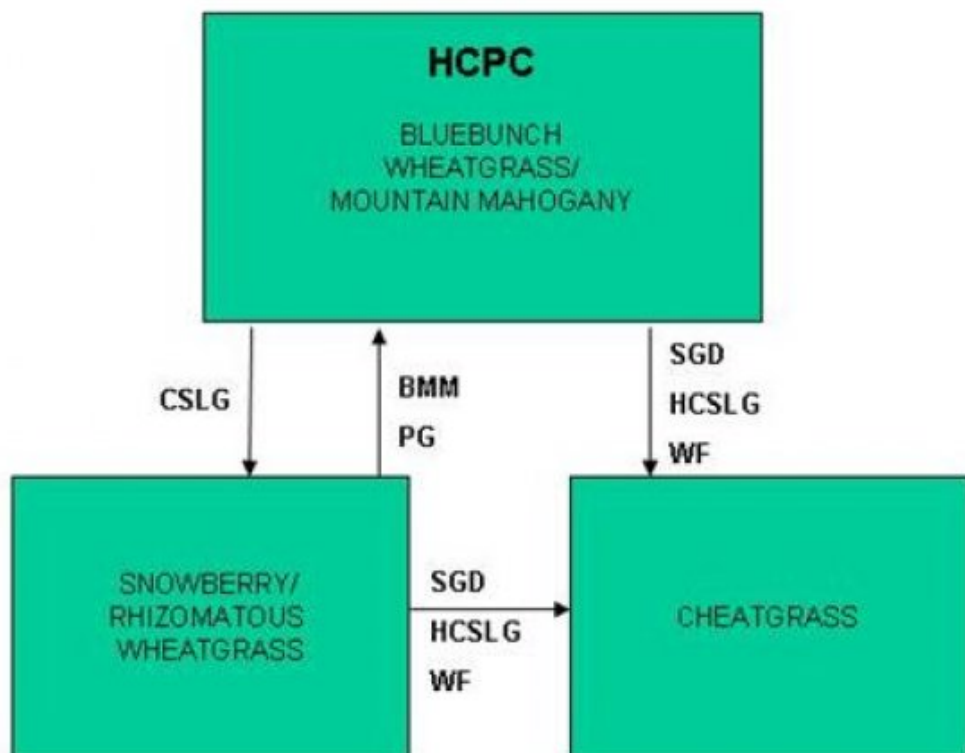 HCPC
BLUEBUNCH
WHEATGRASS/
MOUNTAIN MAHOGANY
CSLG
BMM
PG
SGD
HCSLG
WF
SNOWBERRY/
RHIZOMATOUS
WHEATGRASS
SGD
HCSLG
WF
CHEATGRASS